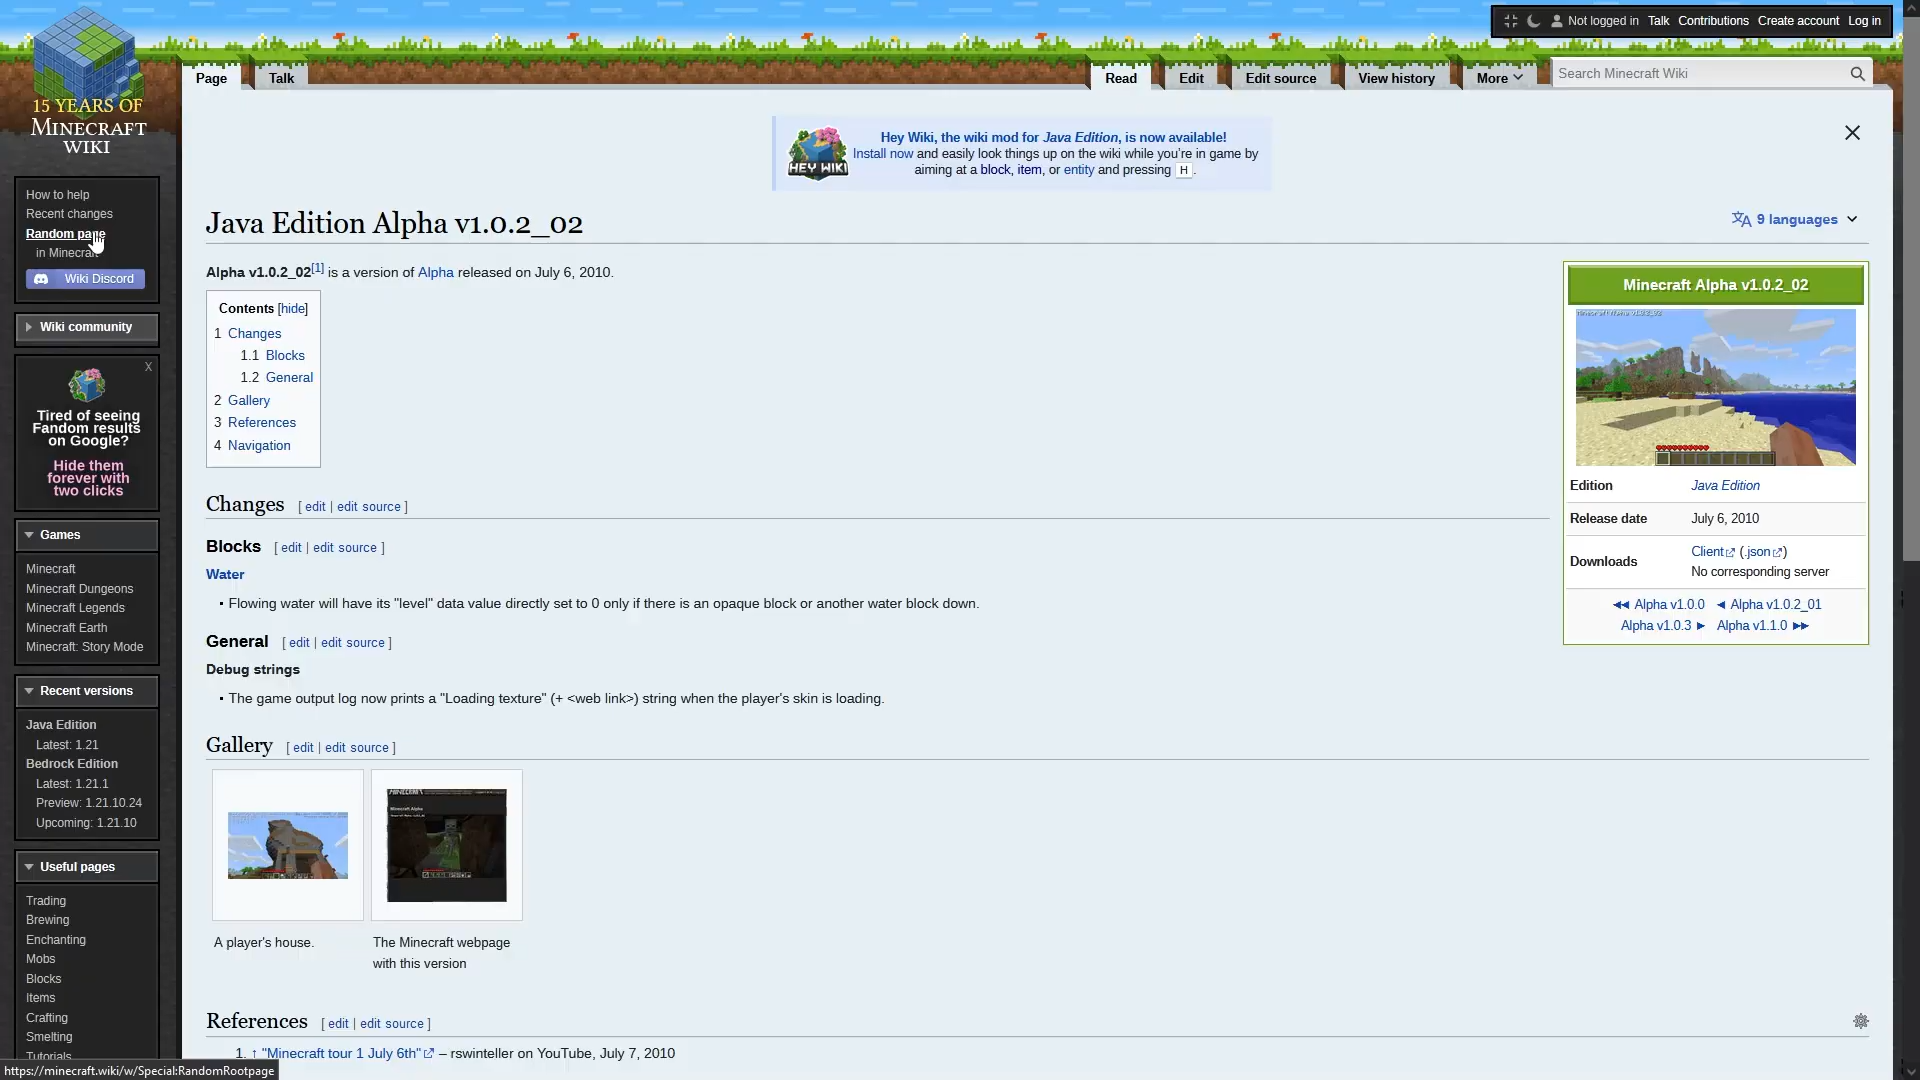 Not logged in Talk Contributions Create account Log in
15 YEARS OF
MINECRAFT
WIKI
Page Talk Read Edit Edit source View history More Search Minecraft Wiki
HEY WIKI
Hey Wiki, the wiki mod for Java Edition, is now available!
Install now and easily look things up on the wiki while you're in game by
aiming at a block, item, or entity and pressing H.
How to help
Recent changes
Random page
in Minecraft
Wiki Discord
Wiki community
X
Tired of seeing
Fandom results
on Google?
Hide them
forever with
two clicks
Games
Minecraft
Minecraft Dungeons
Minecraft Legends
Minecraft Earth
Minecraft: Story Mode
Recent versions
Java Edition
Latest: 1.21
Bedrock Edition
Latest: 1.21.1
Preview: 1.21.10.24
Upcoming: 1.21.10
Useful pages
Trading
Brewing
Enchanting
Mobs
Blocks
Items
Crafting
Smelting
Tutorials
Java Edition Alpha v1.0.2_02
9 languages
Alpha v1.0.2_02[1] is a version of Alpha released on July 6, 2010.
Contents [hide]
1 Changes
1.1 Blocks
1.2 General
2 Gallery
3 References
4 Navigation
Minecraft Alpha v1.0.2_02
Minecraft Alpha v1.0.2_02
Edition Java Edition
Release date July 6, 2010
Downloads Client (.json)
No corresponding server
◄◄ Alpha v1.0.0 ◄ Alpha v1.0.2_01
Alpha v1.0.3 ► Alpha v1.1.0 ►►
Changes [ edit | edit source ]
Blocks [ edit | edit source ]
Water
▪ Flowing water will have its "level" data value directly set to 0 only if there is an opaque block or another water block down.
General [ edit | edit source ]
Debug strings
▪ The game output log now prints a "Loading texture" (+ <web link>) string when the player's skin is loading.
Gallery [ edit | edit source ]
MINECRAFT
Minecraft Alpha
A player's house.
The Minecraft webpage
with this version
References [ edit | edit source ]
1. ↑ "Minecraft tour 1 July 6th" – rswinteller on YouTube, July 7, 2010
https://minecraft.wiki/w/Special:RandomRootpage